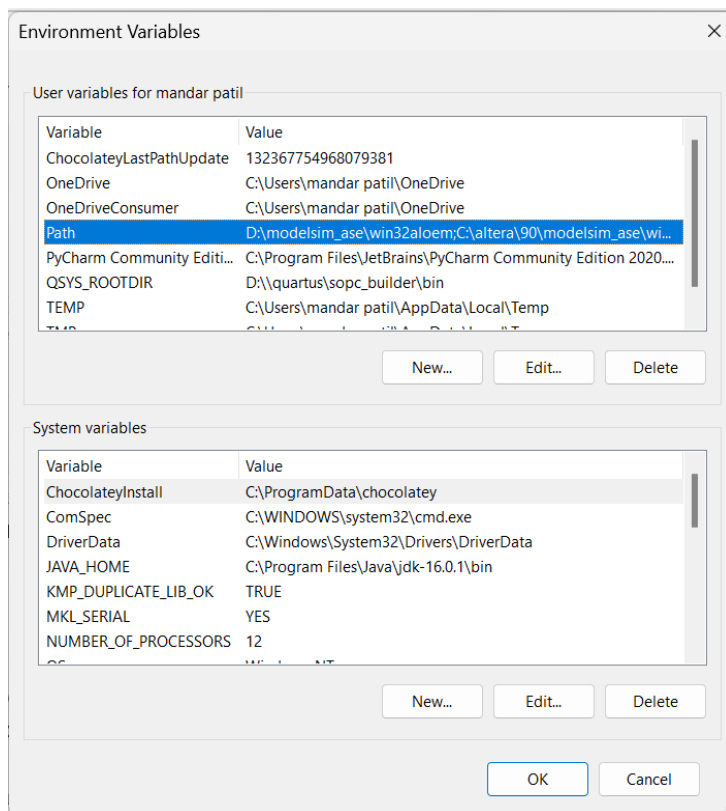 Environment Variables
User variables for mandar patil
Variable Value
ChocolateyLastPathUpdate 132367754968079381
OneDrive C:\Users\mandar patil\OneDrive
OneDriveConsumer C:\Users\mandar patil\OneDrive
Path D:\modelsim_ase\win32aloem;C:\altera\90\modelsim_ase\wi...
PyCharm Community Editi... C:\Program Files\JetBrains\PyCharm Community Edition 2020....
QSYS_ROOTDIR D:\\quartus\sopc_builder\bin
TEMP C:\Users\mandar patil\AppData\Local\Temp
New... Edit... Delete
System variables
Variable Value
ChocolateyInstall C:\ProgramData\chocolatey
ComSpec C:\WINDOWS\system32\cmd.exe
DriverData C:\Windows\System32\Drivers\DriverData
JAVA_HOME C:\Program Files\Java\jdk-16.0.1\bin
KMP_DUPLICATE_LIB_OK TRUE
MKL_SERIAL YES
NUMBER_OF_PROCESSORS 12
New... Edit... Delete
OK Cancel